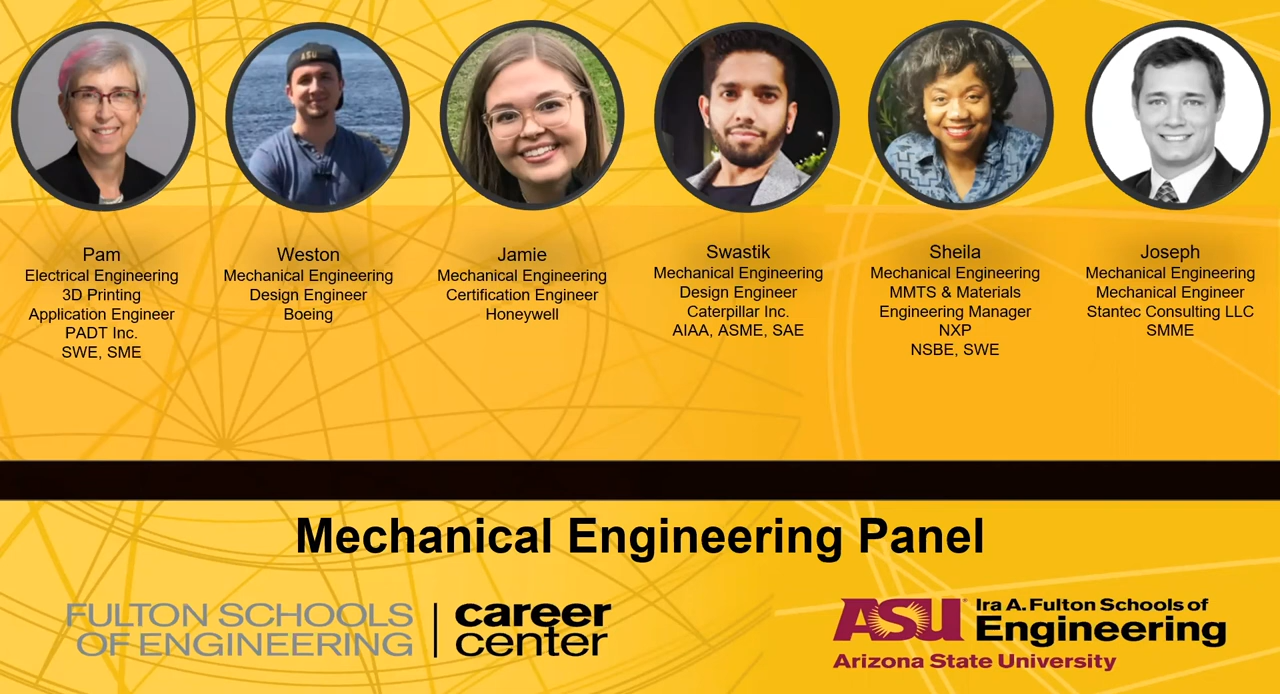 ASU
Pam
Electrical Engineering
3D Printing
Application Engineer
PADT Inc.
SWE, SME
Weston
Mechanical Engineering
Design Engineer
Boeing
Jamie
Mechanical Engineering
Certification Engineer
Honeywell
Swastik
Mechanical Engineering
Design Engineer
Caterpillar Inc.
AIAA, ASME, SAE
Sheila
Mechanical Engineering
MMTS & Materials
Engineering Manager
NXP
NSBE, SWE
Joseph
Mechanical Engineering
Mechanical Engineer
Stantec Consulting LLC
SMME
Mechanical Engineering Panel
FULTON SCHOOLS
OF ENGINEERING
career
center
ASU
Ira A. Fulton Schools of
Engineering
Arizona State University